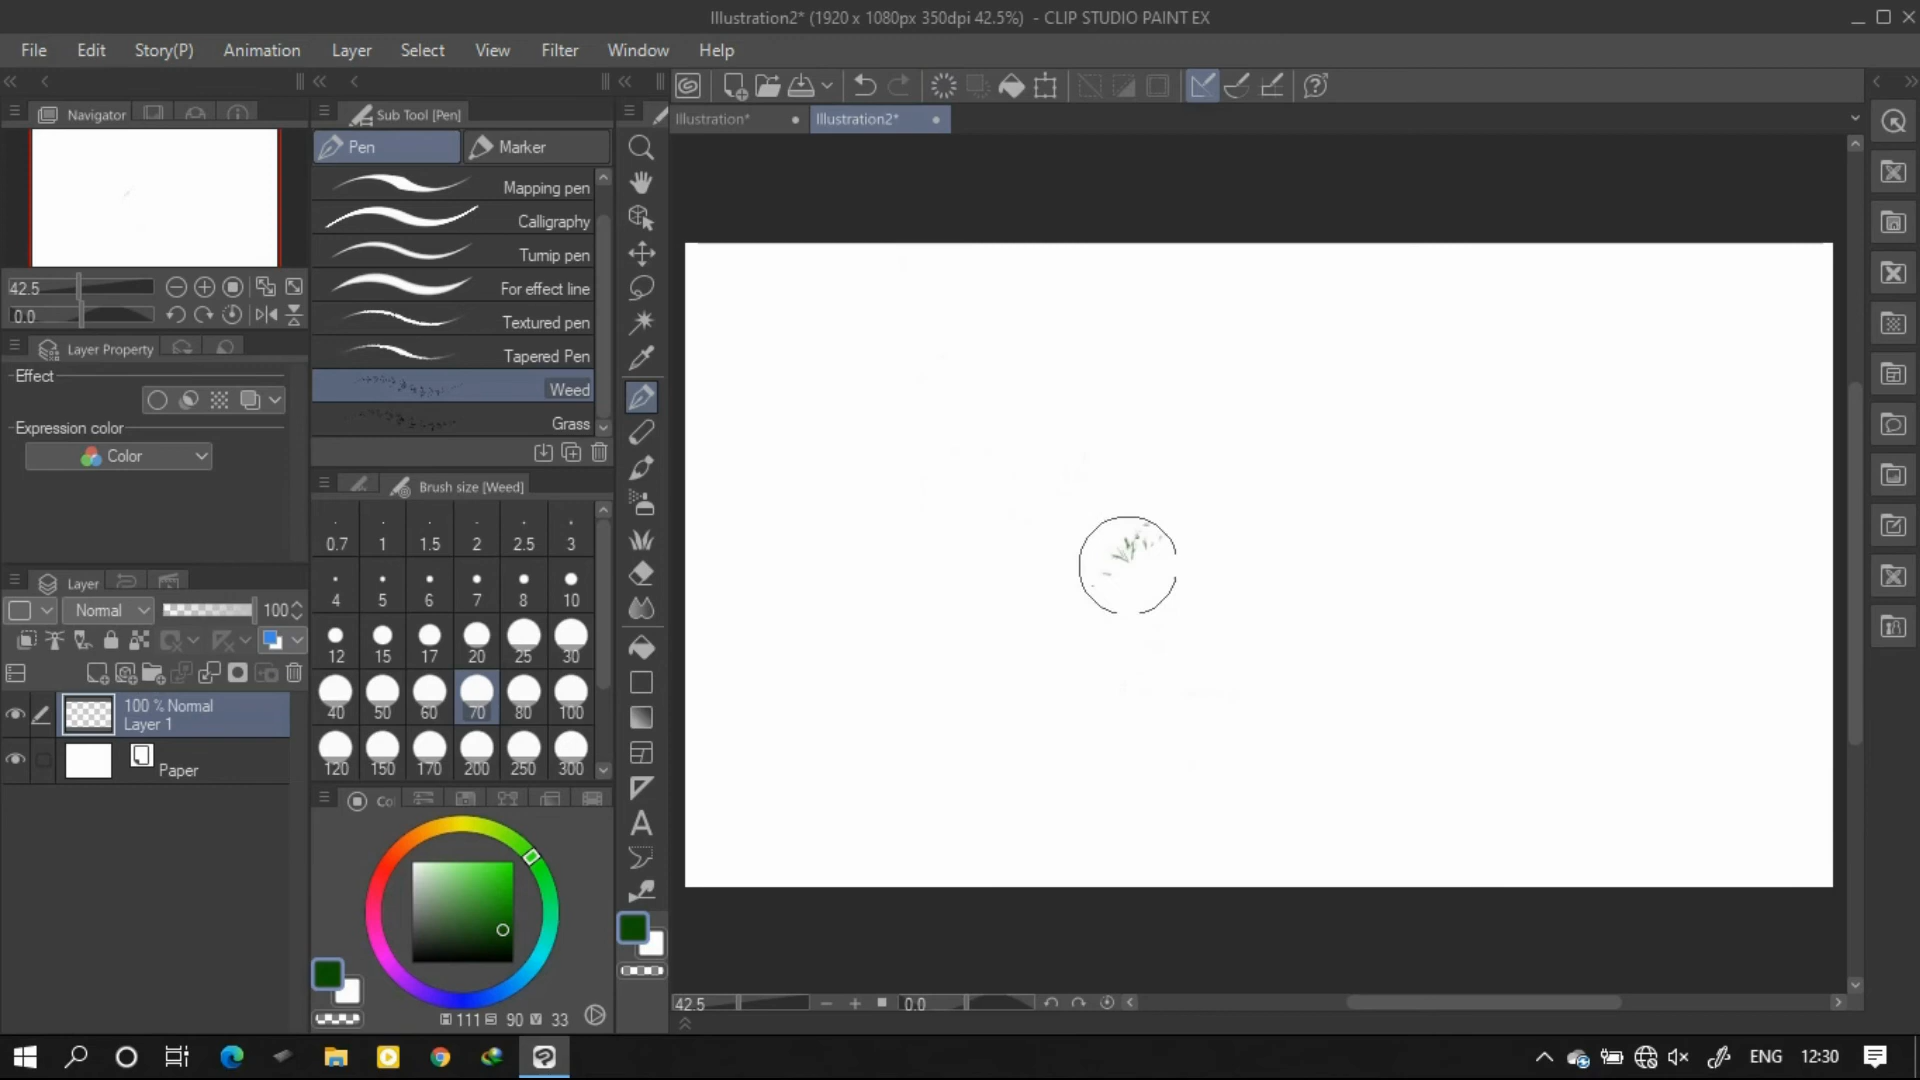 Illustration2* (1920 x 1080px 350dpi 42.5%) - CLIP STUDIO PAINT EX
File Edit Story(P) Animation Layer Select View Filter Window Help
Navigator
Sub Tool [Pen]
Illustration*
Illustration2*
Pen
Marker
Mapping pen
Calligraphy
Turnip pen
For effect line
Textured pen
Tapered Pen
Weed
Grass
42.5
0.0
Layer Property
Effect
Expression color
Color
Brush size [Weed]
0.7 1 1.5 2 2.5 3
4 5 6 7 8 10
12 15 17 20 25 30
40 50 60 70 80 100
120 150 170 200 250 300
Layer
Normal 100
100 % Normal
Layer 1
Paper
Co
H 111 S 90 V 33
A
42.5 0.0
ENG 12:30